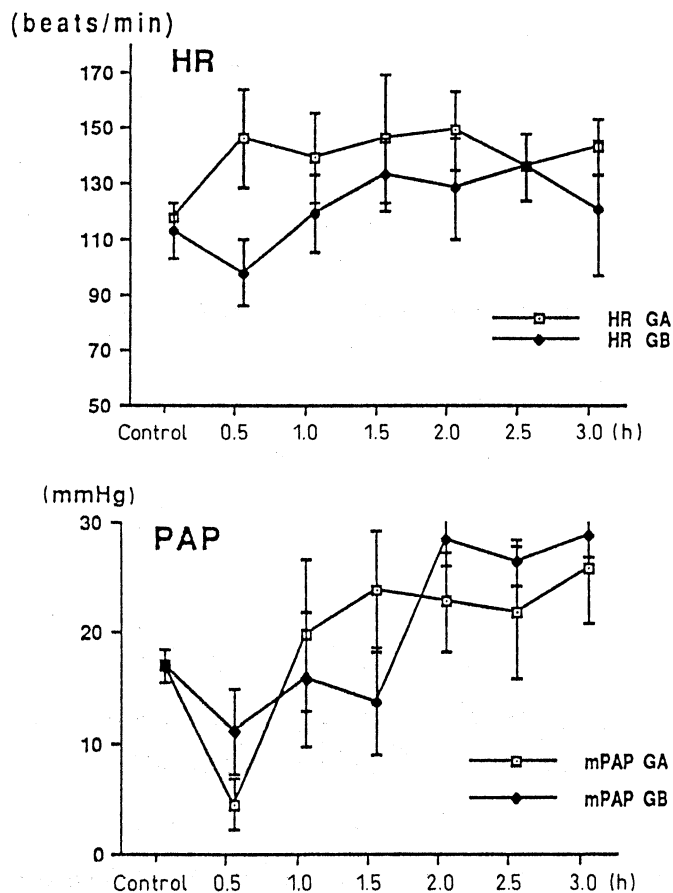 (beats/min)
HR
170
150
130
110
90
70
50
HR GA
HR GB
Control 0.5 1.0 1.5 2.0 2.5 3.0 (h)
(mmHg)
PAP
30
20
10
0
mPAP GA
mPAP GB
Control 0.5 1.0 1.5 2.0 2.5 3.0 (h)